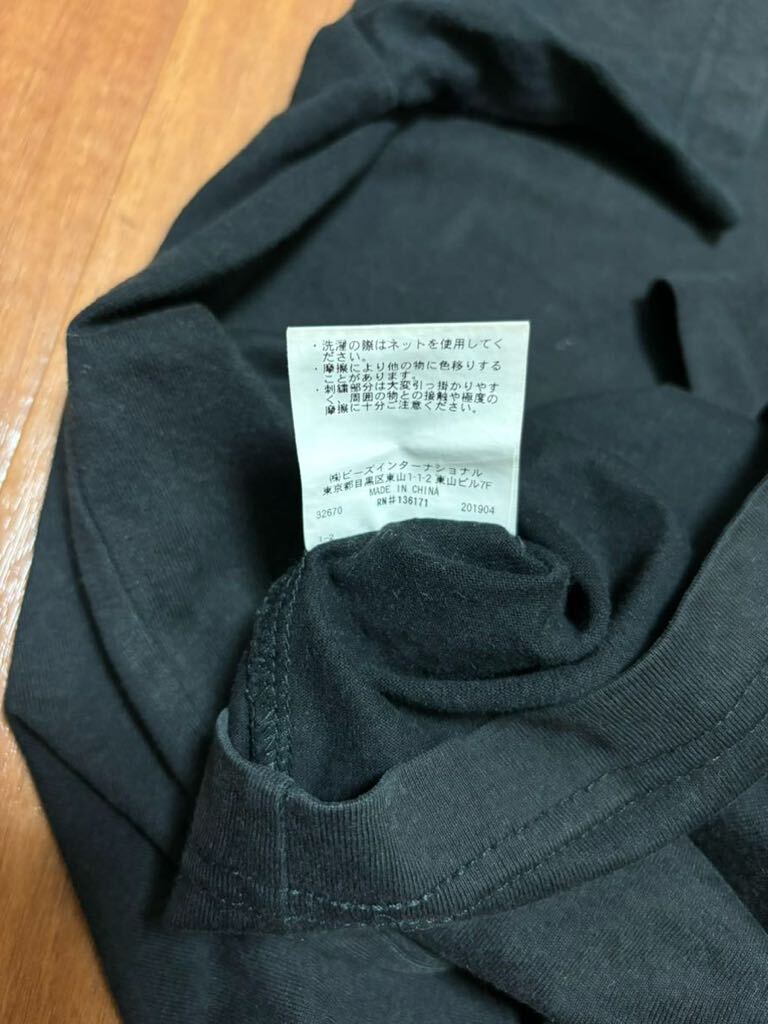 ・洗濯の際はネットを使用してく
ださい。
・摩擦により他の物に色移りする
ことがあります。
・刺繍部分は大変引っ掛かりやす
く、周囲の物との接触や極度の
摩擦に十分ご注意ください。
㈱ビーズインターナショナル
東京都目黒区東山1-1-2 東山ビル7F
MADE IN CHINA
32670 RN#136171 201904
1-2